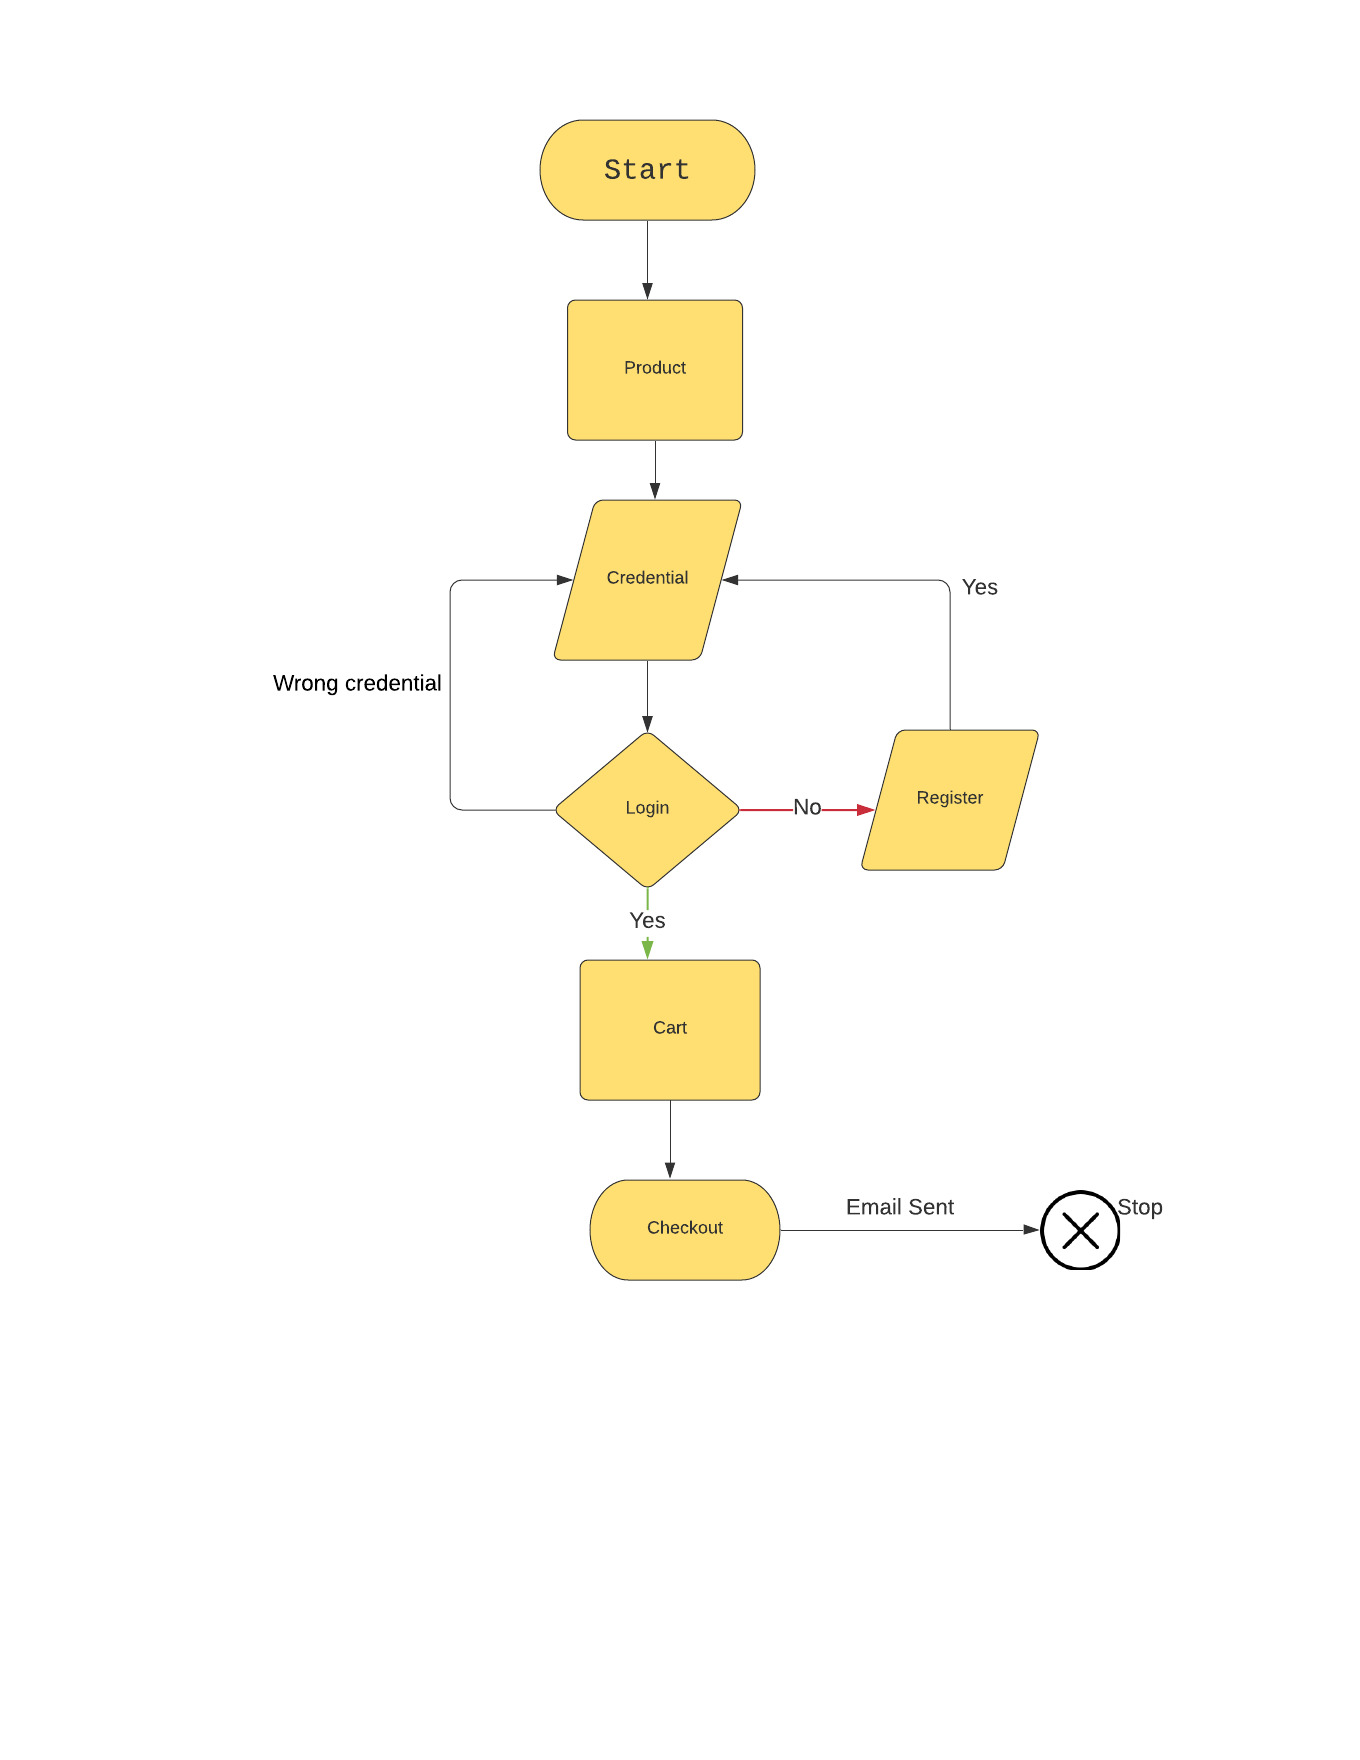 Start
Product
Credential
Yes
Wrong credential
Login
No
Register
Yes
Cart
Checkout
Email Sent
Stop